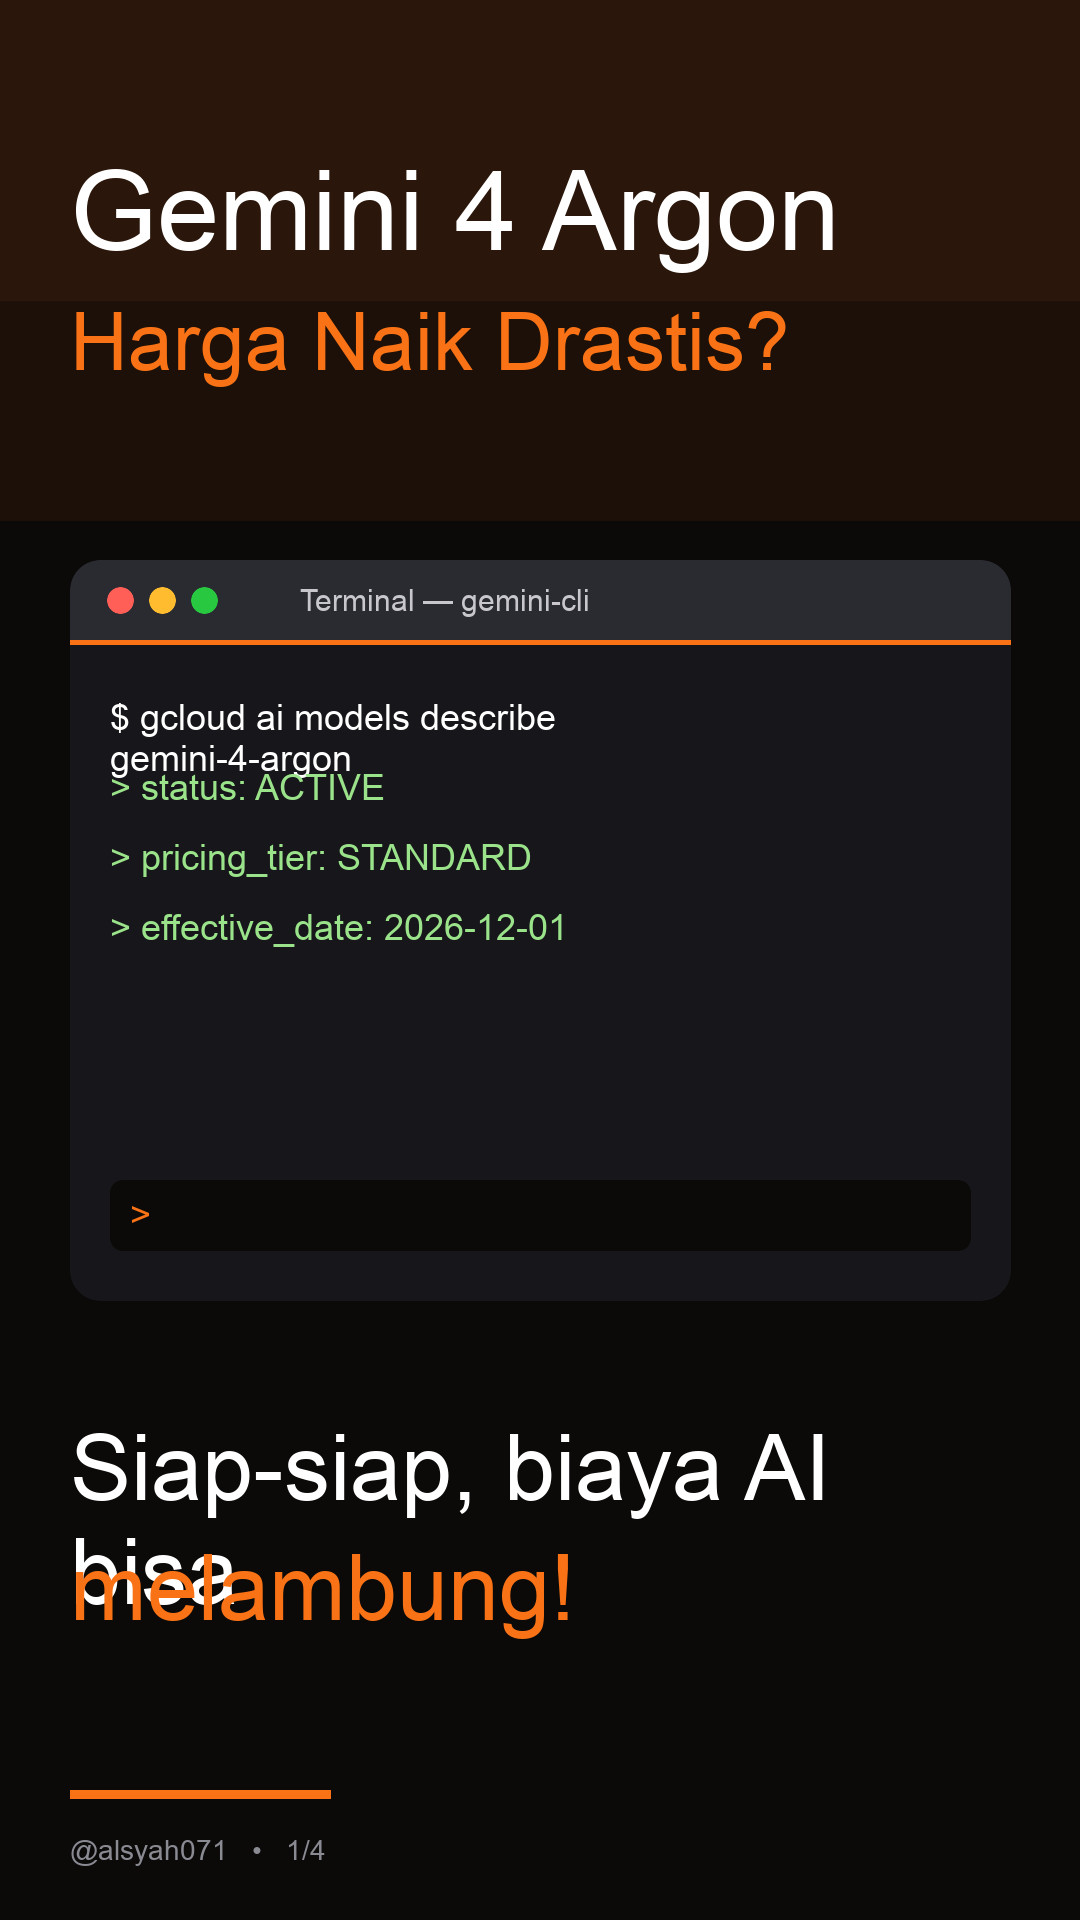 Gemini 4 Argon
Harga Naik Drastis?
Terminal — gemini-cli
$ gcloud ai models describe
gemini-4-argon
> status: ACTIVE
> pricing_tier: STANDARD
> effective_date: 2026-12-01
>
Siap-siap, biaya AI
bisa
melambung!
@alsyah071 • 1/4